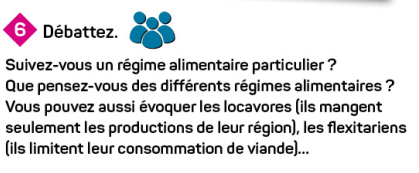 6 Débattez.
Suivez-vous un régime alimentaire particulier ?
Que pensez-vous des différents régimes alimentaires ?
Vous pouvez aussi évoquer les locavores (ils mangent
seulement les productions de leur région), les flexitariens
(ils limitent leur consommation de viande)...